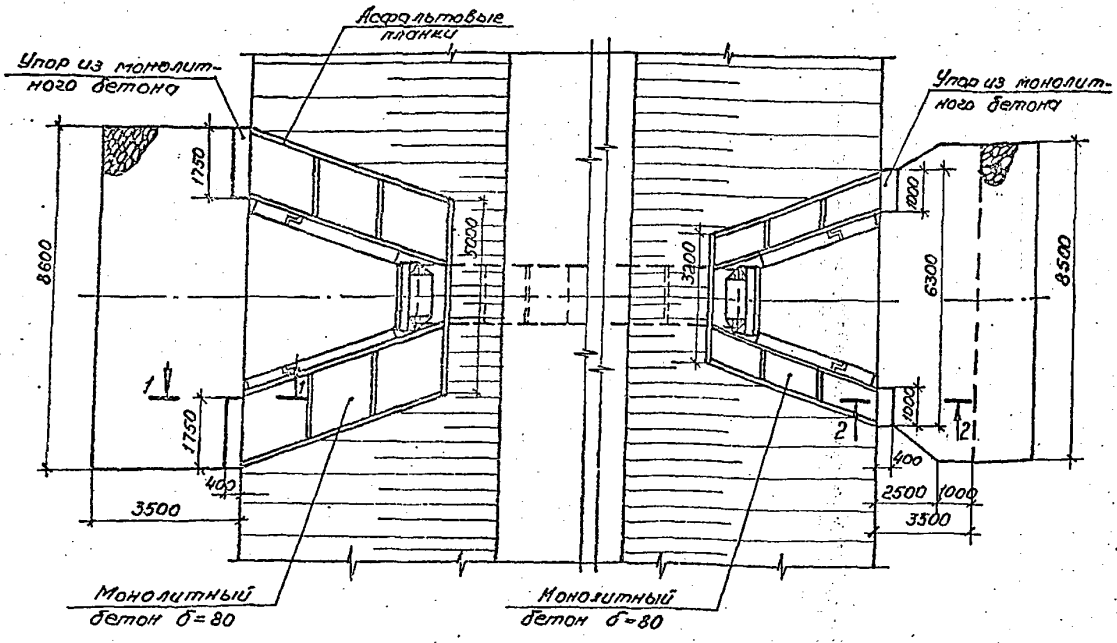 Асфальтовые
планки
Упор из монолит-
ного бетона
Упор из монолит-
ного бетона
8600
1750
5000
3200
1000
6300
8500
1
1
1750
400
3500
2
2
1000
400
2500
1000
3500
Монолитный
бетон δ=80
Монолитный
бетон δ=80